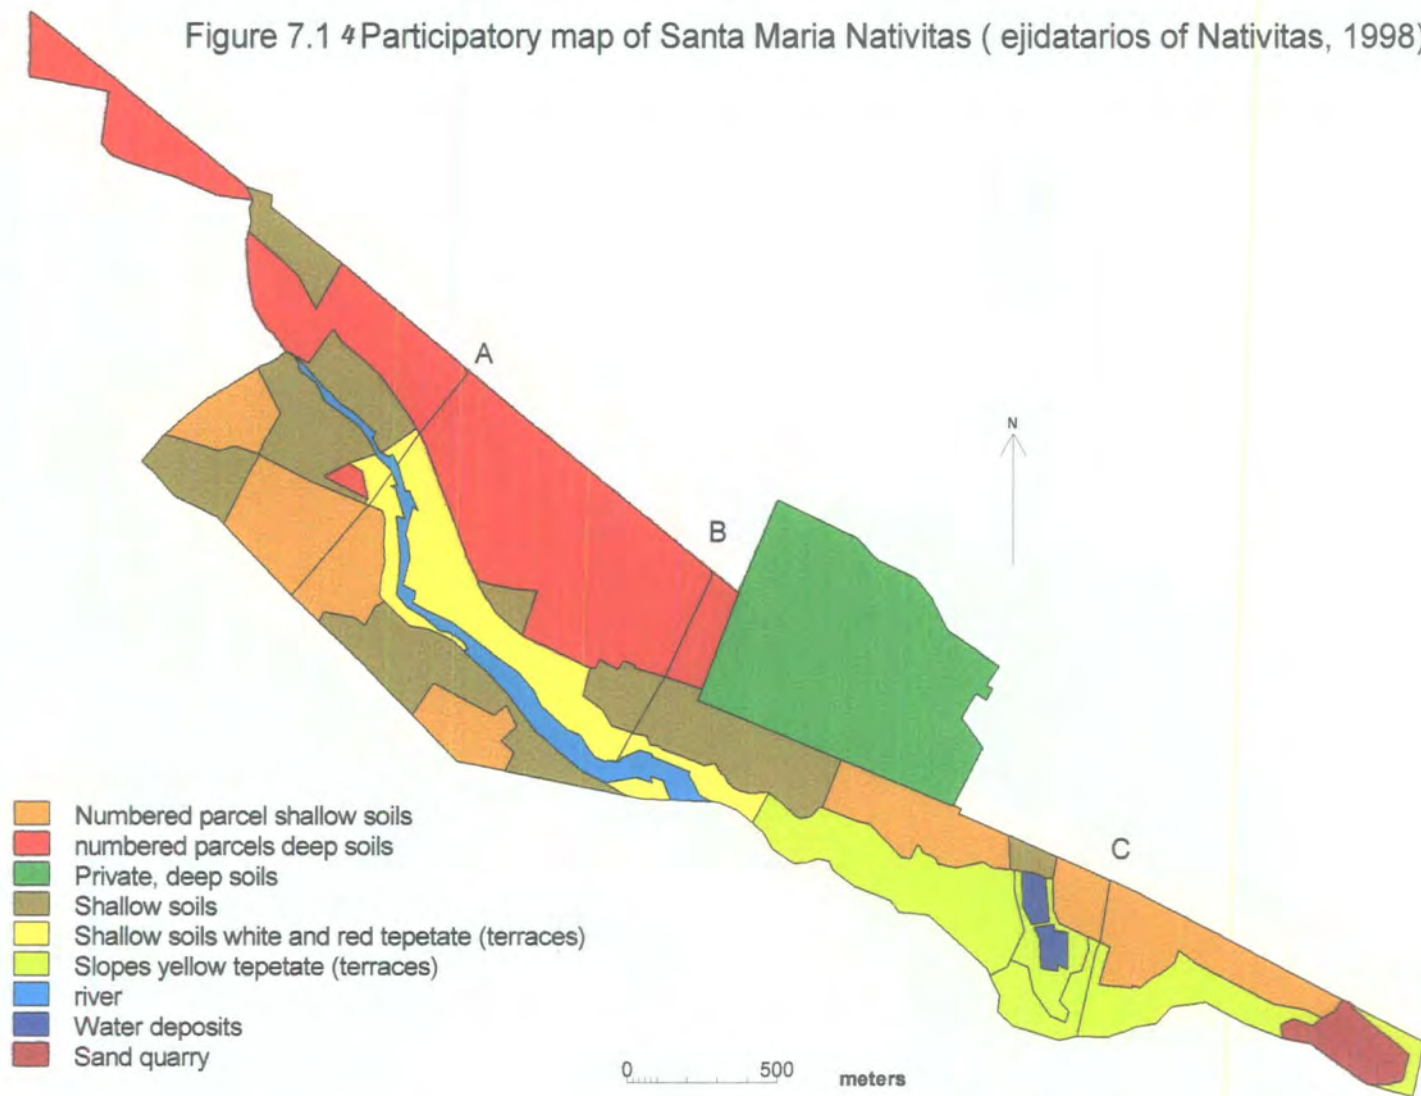 Figure 7.1 4 Participatory map of Santa Maria Nativitas ( ejidatarios of Nativitas, 1998)
A
N
B
C
Numbered parcel shallow soils
numbered parcels deep soils
Private, deep soils
Shallow soils
Shallow soils white and red tepetate (terraces)
Slopes yellow tepetate (terraces)
river
Water deposits
Sand quarry
0 500 meters